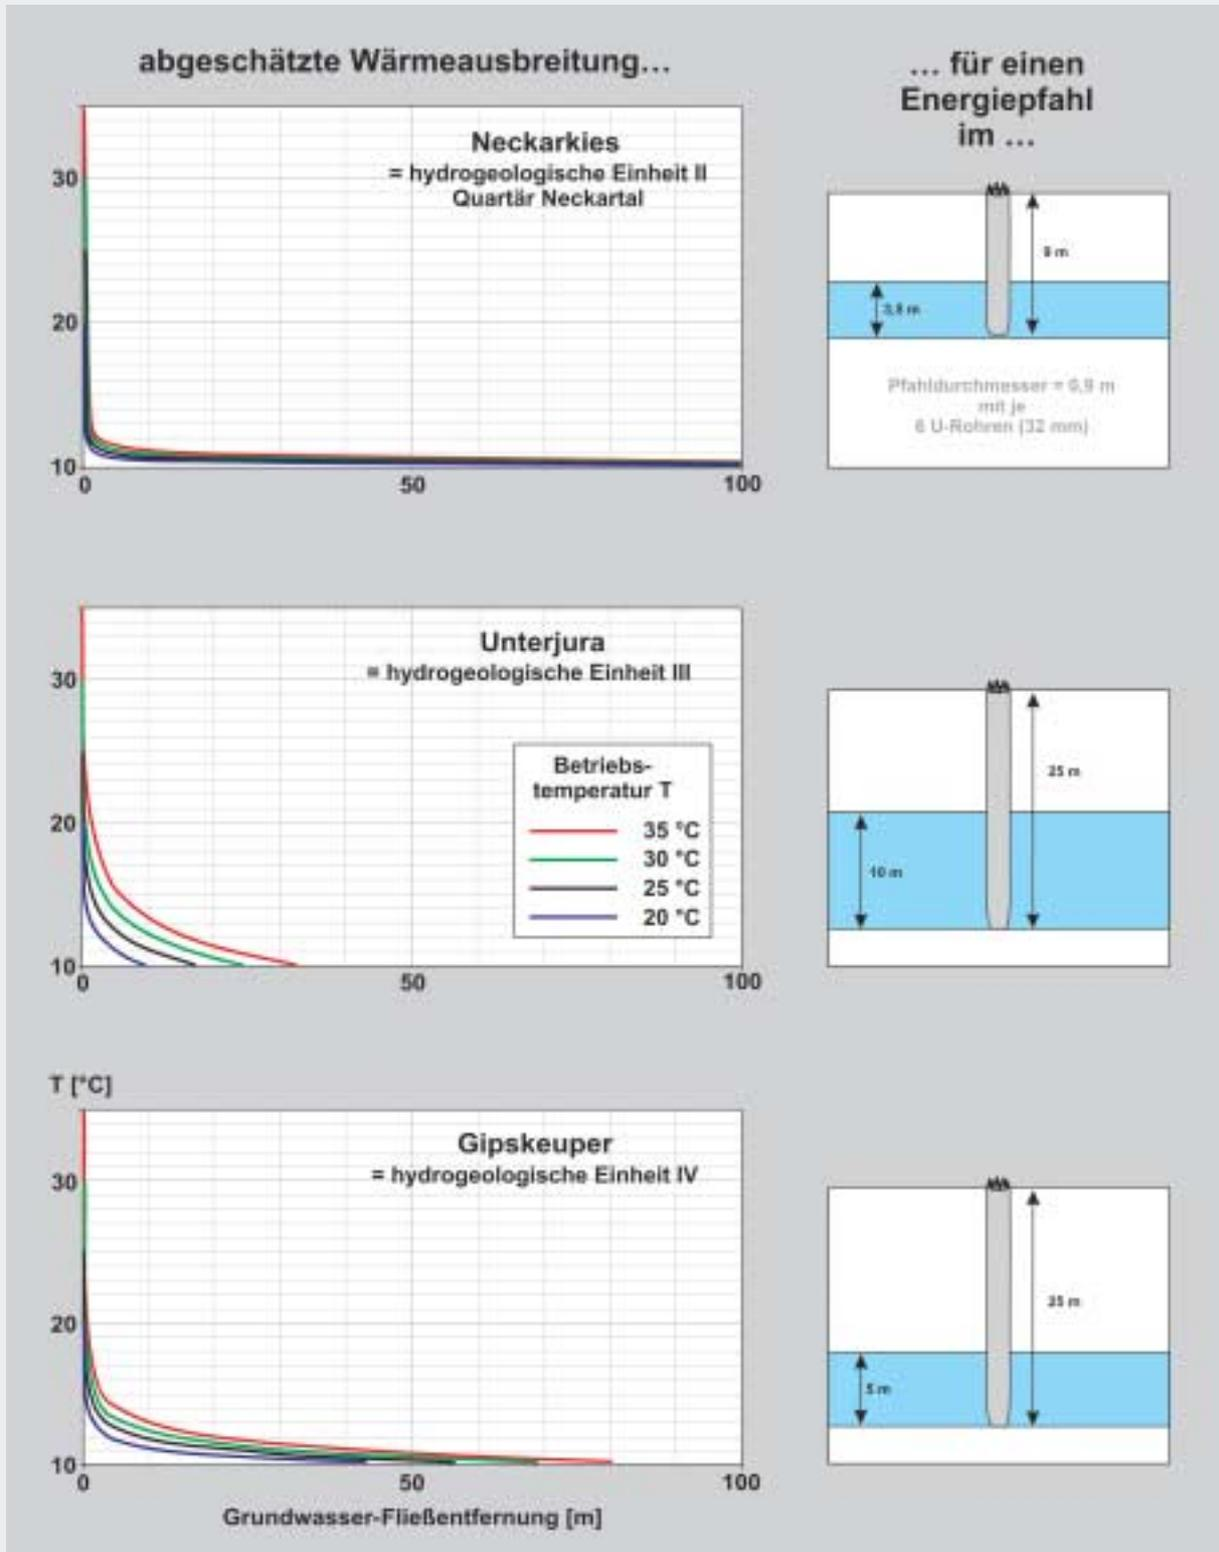 abgeschätzte Wärmeausbreitung...
... für einen
Energiepfahl
im ...
Neckarkies
= hydrogeologische Einheit II
Quartär Neckartal
30
20
10
0
50
100
9 m
3,8 m
Pfahldurchmesser = 0,9 m
mit je
6 U-Rohren (32 mm)
Unterjura
= hydrogeologische Einheit III
30
20
10
0
50
100
Betriebs-
temperatur T
35 °C
30 °C
25 °C
20 °C
25 m
10 m
T [°C]
Gipskeuper
= hydrogeologische Einheit IV
30
20
10
0
50
100
Grundwasser-Fließentfernung [m]
25 m
5 m